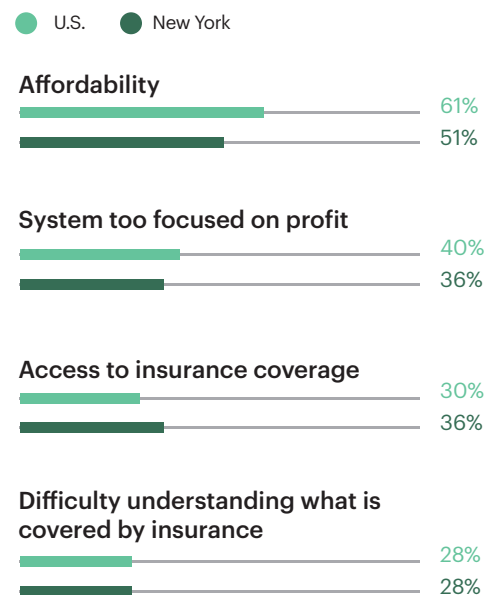 U.S. New York
Affordability
61%
51%
System too focused on profit
40%
36%
Access to insurance coverage
30%
36%
Difficulty understanding what is
covered by insurance
28%
28%